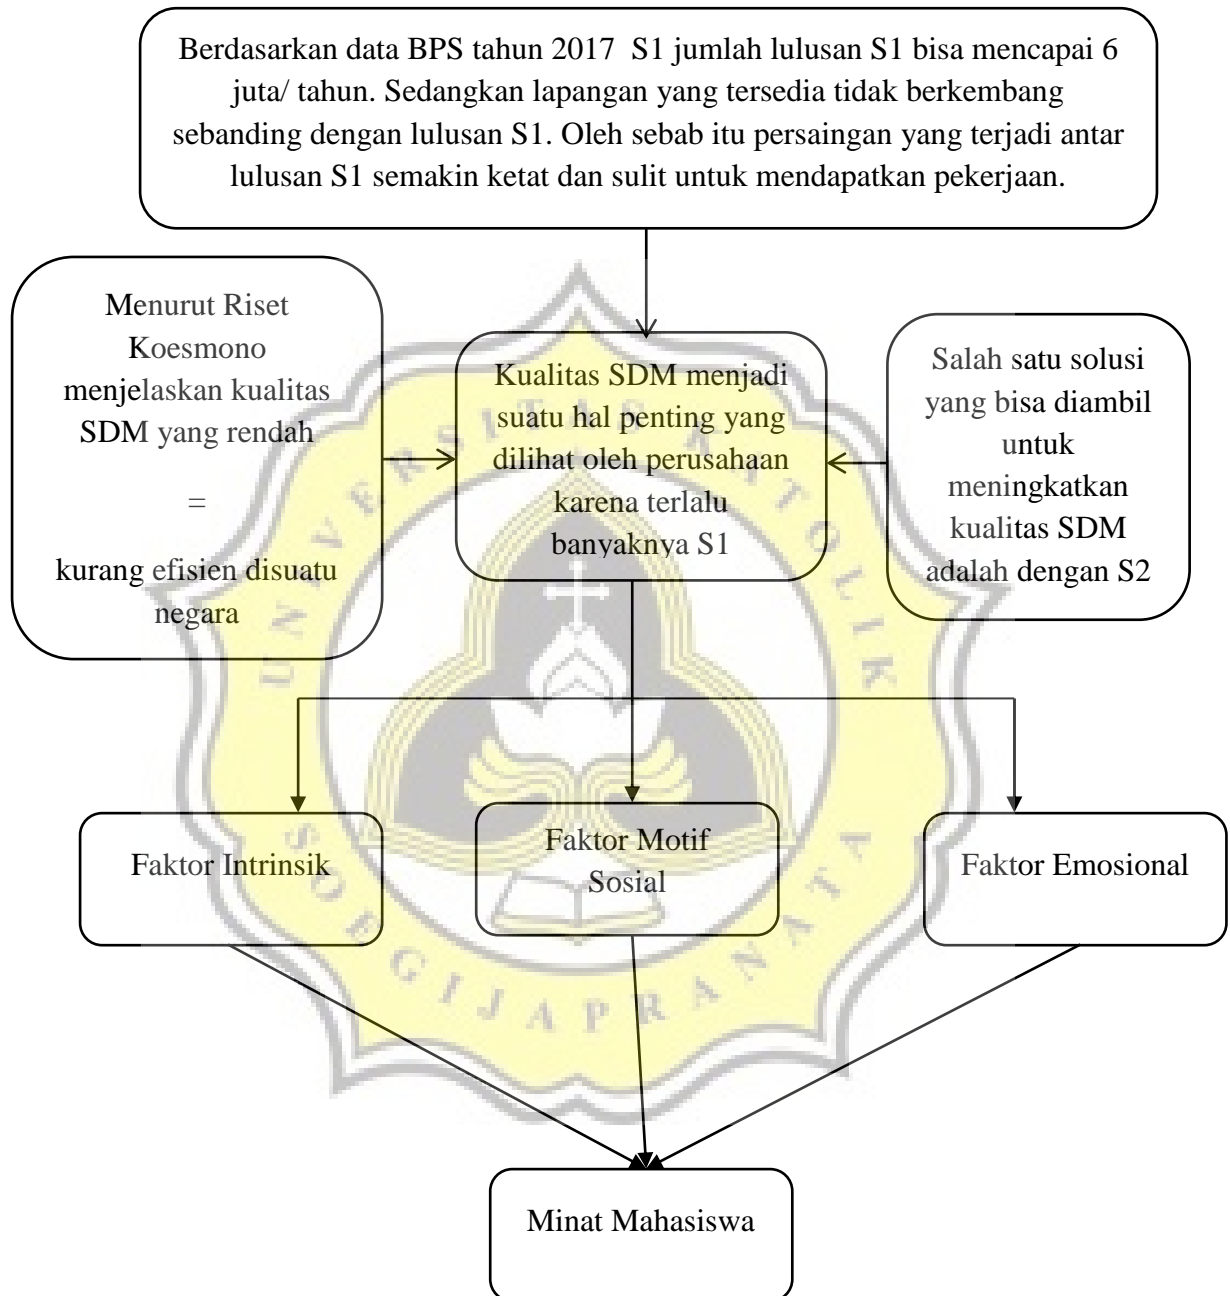 Berdasarkan data BPS tahun 2017  S1 jumlah lulusan S1 bisa mencapai 6
juta/ tahun. Sedangkan lapangan yang tersedia tidak berkembang
sebanding dengan lulusan S1. Oleh sebab itu persaingan yang terjadi antar
lulusan S1 semakin ketat dan sulit untuk mendapatkan pekerjaan.
Menurut Riset
Koesmono
menjelaskan kualitas
SDM yang rendah
=
kurang efisien disuatu
negara
Kualitas SDM menjadi
suatu hal penting yang
dilihat oleh perusahaan
karena terlalu
banyaknya S1
Salah satu solusi
yang bisa diambil
untuk
meningkatkan
kualitas SDM
adalah dengan S2
Faktor Intrinsik
Faktor Motif
Sosial
Faktor Emosional
Minat Mahasiswa
UNIVERSITAS KATOLIK
SOEGIJAPRANATA